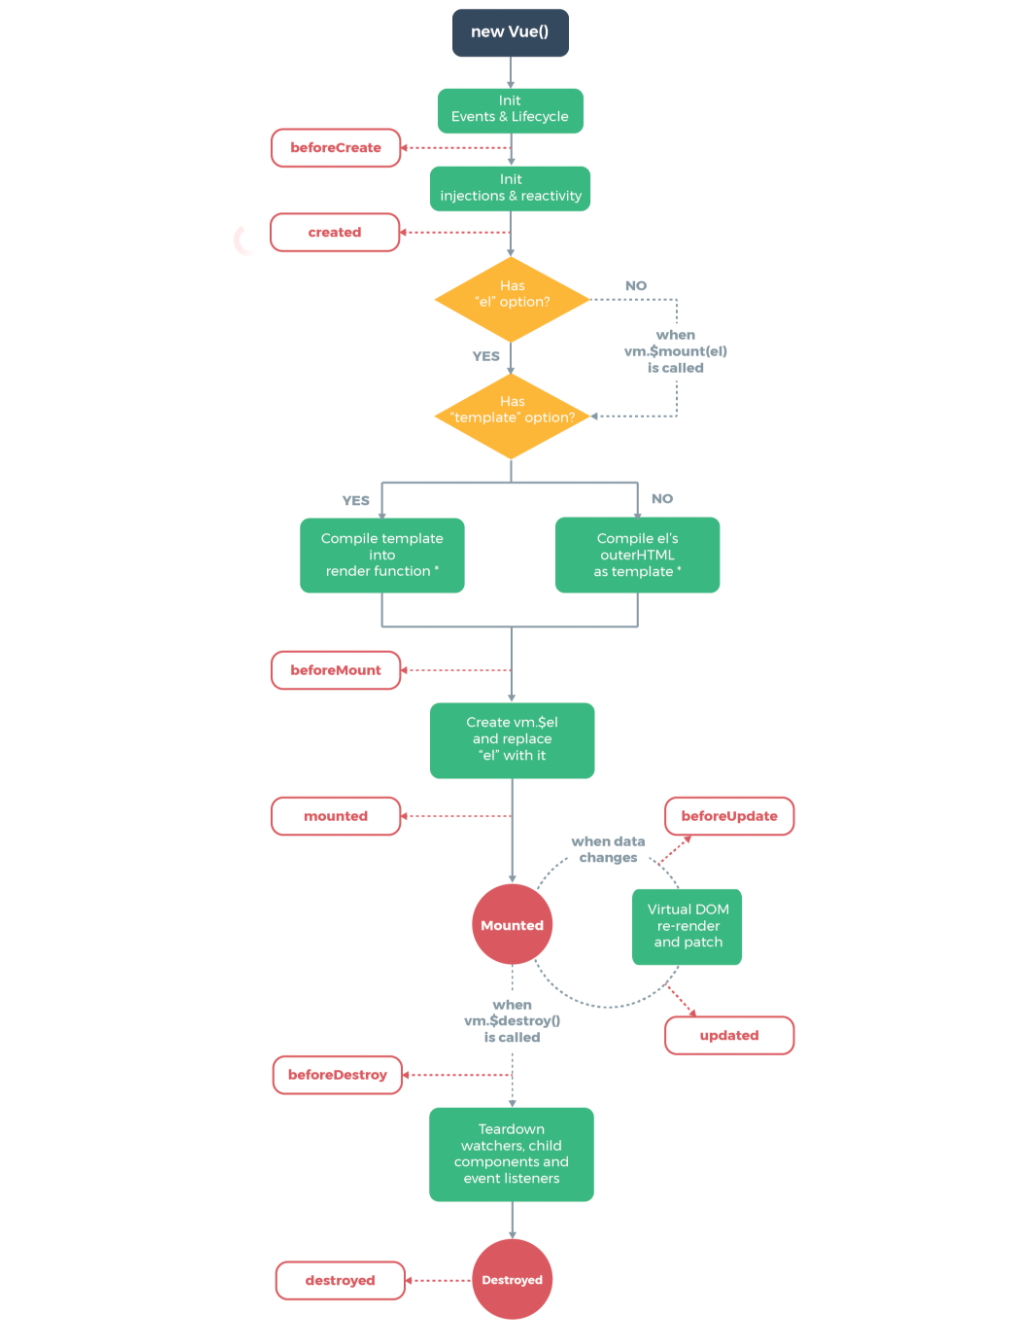 new Vue()
Init
Events & Lifecycle
beforeCreate
Init
injections & reactivity
created
Has
“el” option?
NO
when
vm.$mount(el)
is called
YES
Has
“template” option?
YES
NO
Compile template
into
render function *
Compile el’s
outerHTML
as template *
beforeMount
Create vm.$el
and replace
“el” with it
mounted
beforeUpdate
when data
changes
Mounted
Virtual DOM
re-render
and patch
when
vm.$destroy()
is called
updated
beforeDestroy
Teardown
watchers, child
components and
event listeners
destroyed
Destroyed